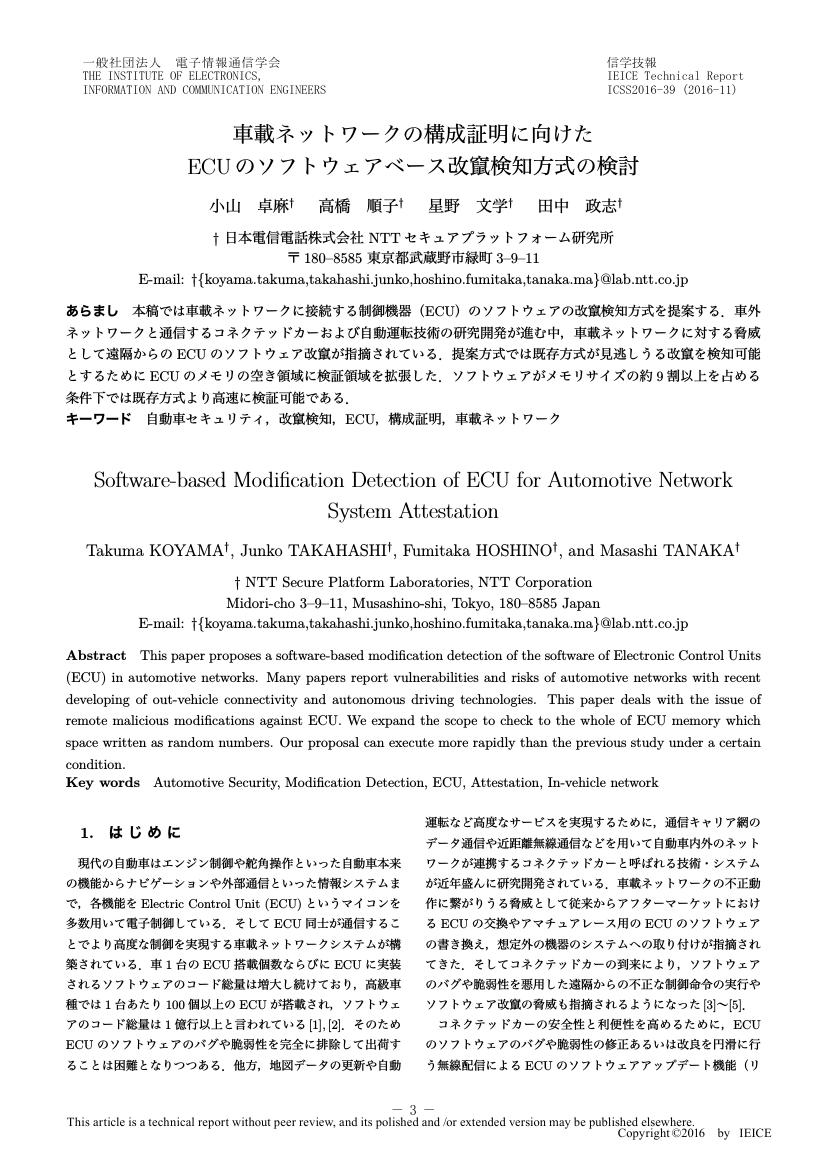 一般社団法人　電子情報通信学会
THE INSTITUTE OF ELECTRONICS,
INFORMATION AND COMMUNICATION ENGINEERS
信学技報
IEICE Technical Report
ICSS2016-39 (2016-11)
車載ネットワークの構成証明に向けた
ECU のソフトウェアベース改竄検知方式の検討
小山　卓麻†　高橋　順子†　星野　文学†　田中　政志†
† 日本電信電話株式会社 NTT セキュアプラットフォーム研究所
〒 180–8585 東京都武蔵野市緑町 3–9–11
E-mail: †{koyama.takuma,takahashi.junko,hoshino.fumitaka,tanaka.ma}@lab.ntt.co.jp
あらまし　本稿では車載ネットワークに接続する制御機器（ECU）のソフトウェアの改竄検知方式を提案する．車外
ネットワークと通信するコネクテッドカーおよび自動運転技術の研究開発が進む中，車載ネットワークに対する脅威
として遠隔からの ECU のソフトウェア改竄が指摘されている．提案方式では既存方式が見逃しうる改竄を検知可能
とするために ECU のメモリの空き領域に検証領域を拡張した．ソフトウェアがメモリサイズの約 9 割以上を占める
条件下では既存方式より高速に検証可能である．
キーワード　自動車セキュリティ，改竄検知，ECU，構成証明，車載ネットワーク
Software-based Modification Detection of ECU for Automotive Network
System Attestation
Takuma KOYAMA†, Junko TAKAHASHI†, Fumitaka HOSHINO†, and Masashi TANAKA†
† NTT Secure Platform Laboratories, NTT Corporation
Midori-cho 3–9–11, Musashino-shi, Tokyo, 180–8585 Japan
E-mail: †{koyama.takuma,takahashi.junko,hoshino.fumitaka,tanaka.ma}@lab.ntt.co.jp
Abstract　This paper proposes a software-based modification detection of the software of Electronic Control Units
(ECU) in automotive networks. Many papers report vulnerabilities and risks of automotive networks with recent
developing of out-vehicle connectivity and autonomous driving technologies. This paper deals with the issue of
remote malicious modifications against ECU. We expand the scope to check to the whole of ECU memory which
space written as random numbers. Our proposal can execute more rapidly than the previous study under a certain
condition.
Key words　Automotive Security, Modification Detection, ECU, Attestation, In-vehicle network
1.　はじめに
現代の自動車はエンジン制御や舵角操作といった自動車本来
の機能からナビゲーションや外部通信といった情報システムま
で，各機能を Electric Control Unit (ECU) というマイコンを
多数用いて電子制御している．そして ECU 同士が通信するこ
とでより高度な制御を実現する車載ネットワークシステムが構
築されている．車 1 台の ECU 搭載個数ならびに ECU に実装
されるソフトウェアのコード総量は増大し続けており，高級車
種では 1 台あたり 100 個以上の ECU が搭載され，ソフトウェ
アのコード総量は 1 億行以上と言われている [1], [2]．そのため
ECU のソフトウェアのバグや脆弱性を完全に排除して出荷す
ることは困難となりつつある．他方，地図データの更新や自動
運転など高度なサービスを実現するために，通信キャリア網の
データ通信や近距離無線通信などを用いて自動車内外のネット
ワークが連携するコネクテッドカーと呼ばれる技術・システム
が近年盛んに研究開発されている．車載ネットワークの不正動
作に繋がりうる脅威として従来からアフターマーケットにおけ
る ECU の交換やアマチュアレース用の ECU のソフトウェア
の書き換え，想定外の機器のシステムへの取り付けが指摘され
てきた．そしてコネクテッドカーの到来により，ソフトウェア
のバグや脆弱性を悪用した遠隔からの不正な制御命令の実行や
ソフトウェア改竄の脅威も指摘されるようになった [3]～[5]．
コネクテッドカーの安全性と利便性を高めるために，ECU
のソフトウェアのバグや脆弱性の修正あるいは改良を円滑に行
う無線配信による ECU のソフトウェアアップデート機能（リ
— 3 —
This article is a technical report without peer review, and its polished and /or extended version may be published elsewhere.
Copyright ©2016　by　IEICE